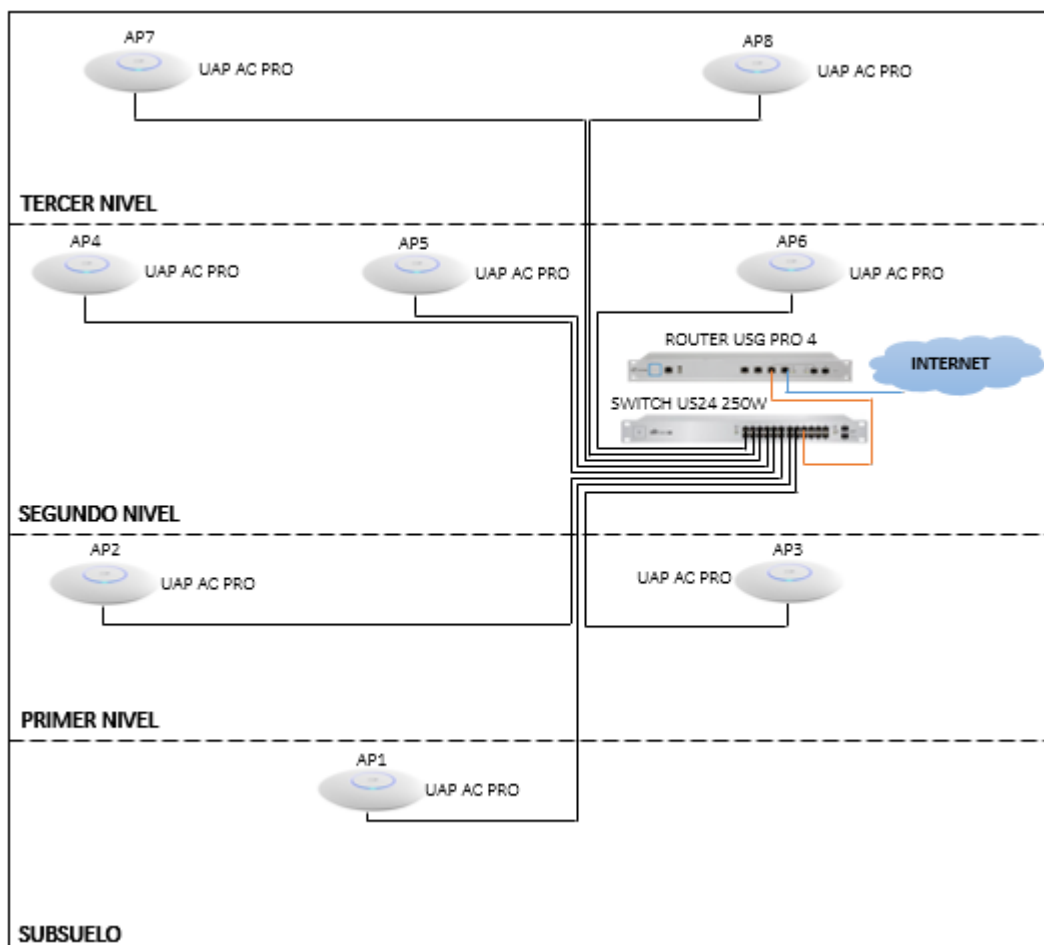 AP7
UAP AC PRO
AP8
UAP AC PRO
TERCER NIVEL
AP4
UAP AC PRO
AP5
UAP AC PRO
AP6
UAP AC PRO
ROUTER USG PRO 4
INTERNET
SWITCH US24 250W
SEGUNDO NIVEL
AP2
UAP AC PRO
AP3
UAP AC PRO
PRIMER NIVEL
AP1
UAP AC PRO
SUBSUELO